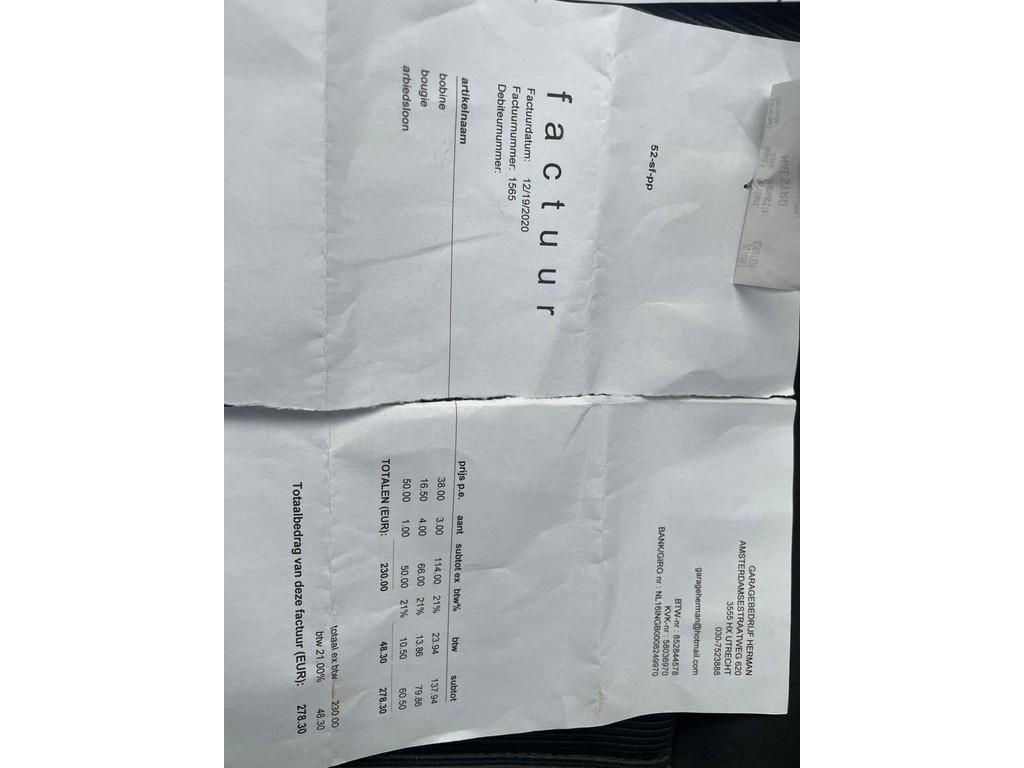 GARAGEBEDRIJF HERMAN
AMSTERDAMSESTRAATWEG 620
3555 HX UTRECHT
030-7523888
garageherman@hotmail.com
BTW-nr : 852844578
KVK-nr : 58036970
BANK/GIRO nr : NL16INGB0008249970
52-sf-pp
factuur
Factuurdatum: 12/19/2020
Factuurnummer: 1565
Debiteurnummer:
artikelnaam prijs p.e. aant subtot ex btw% btw subtot
bobine 38.00 3.00 114.00 21% 23.94 137.94
bougie 16.50 4.00 66.00 21% 13.86 79.86
arbiedsloon 50.00 1.00 50.00 21% 10.50 60.50
TOTALEN (EUR): 230.00 48.30 278.30
totaal ex btw 230.00
btw 21.00% 48.30
Totaalbedrag van deze factuur (EUR): 278.30